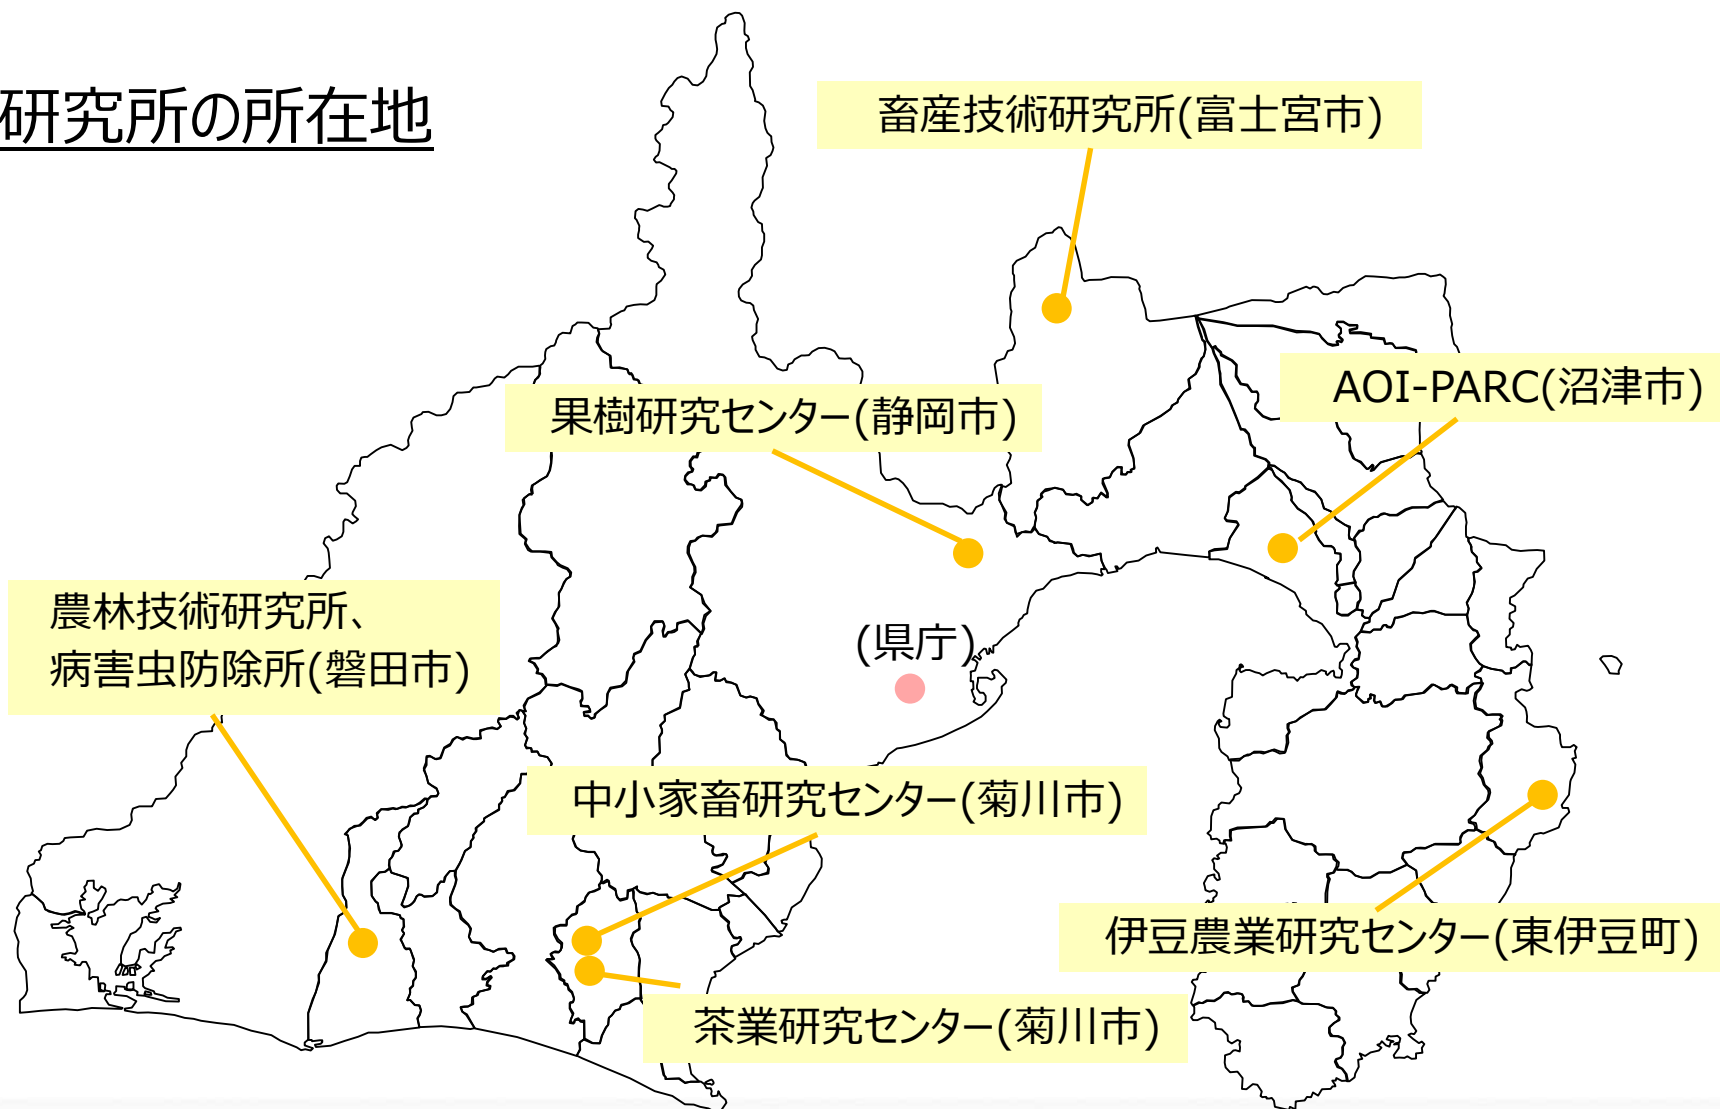 研究所の所在地
畜産技術研究所(富士宮市)
AOI-PARC(沼津市)
果樹研究センター(静岡市)
農林技術研究所、
病害虫防除所(磐田市)
(県庁)
中小家畜研究センター(菊川市)
伊豆農業研究センター(東伊豆町)
茶業研究センター(菊川市)